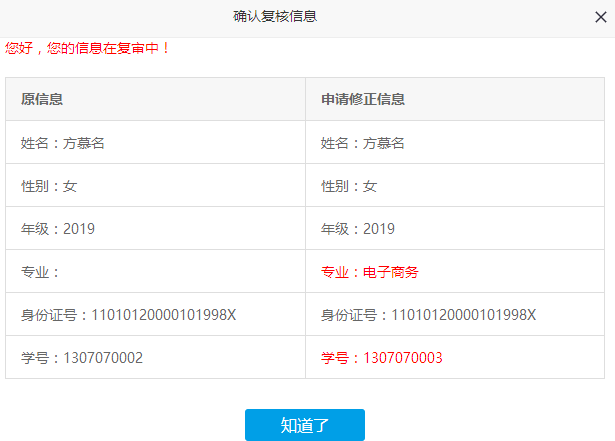 确认复核信息
您好，您的信息在复审中！
原信息 申请修正信息
姓名：方慕名 姓名：方慕名
性别：女 性别：女
年级：2019 年级：2019
专业： 专业：电子商务
身份证号：11010120000101998X 身份证号：11010120000101998X
学号：1307070002 学号：1307070003
知道了